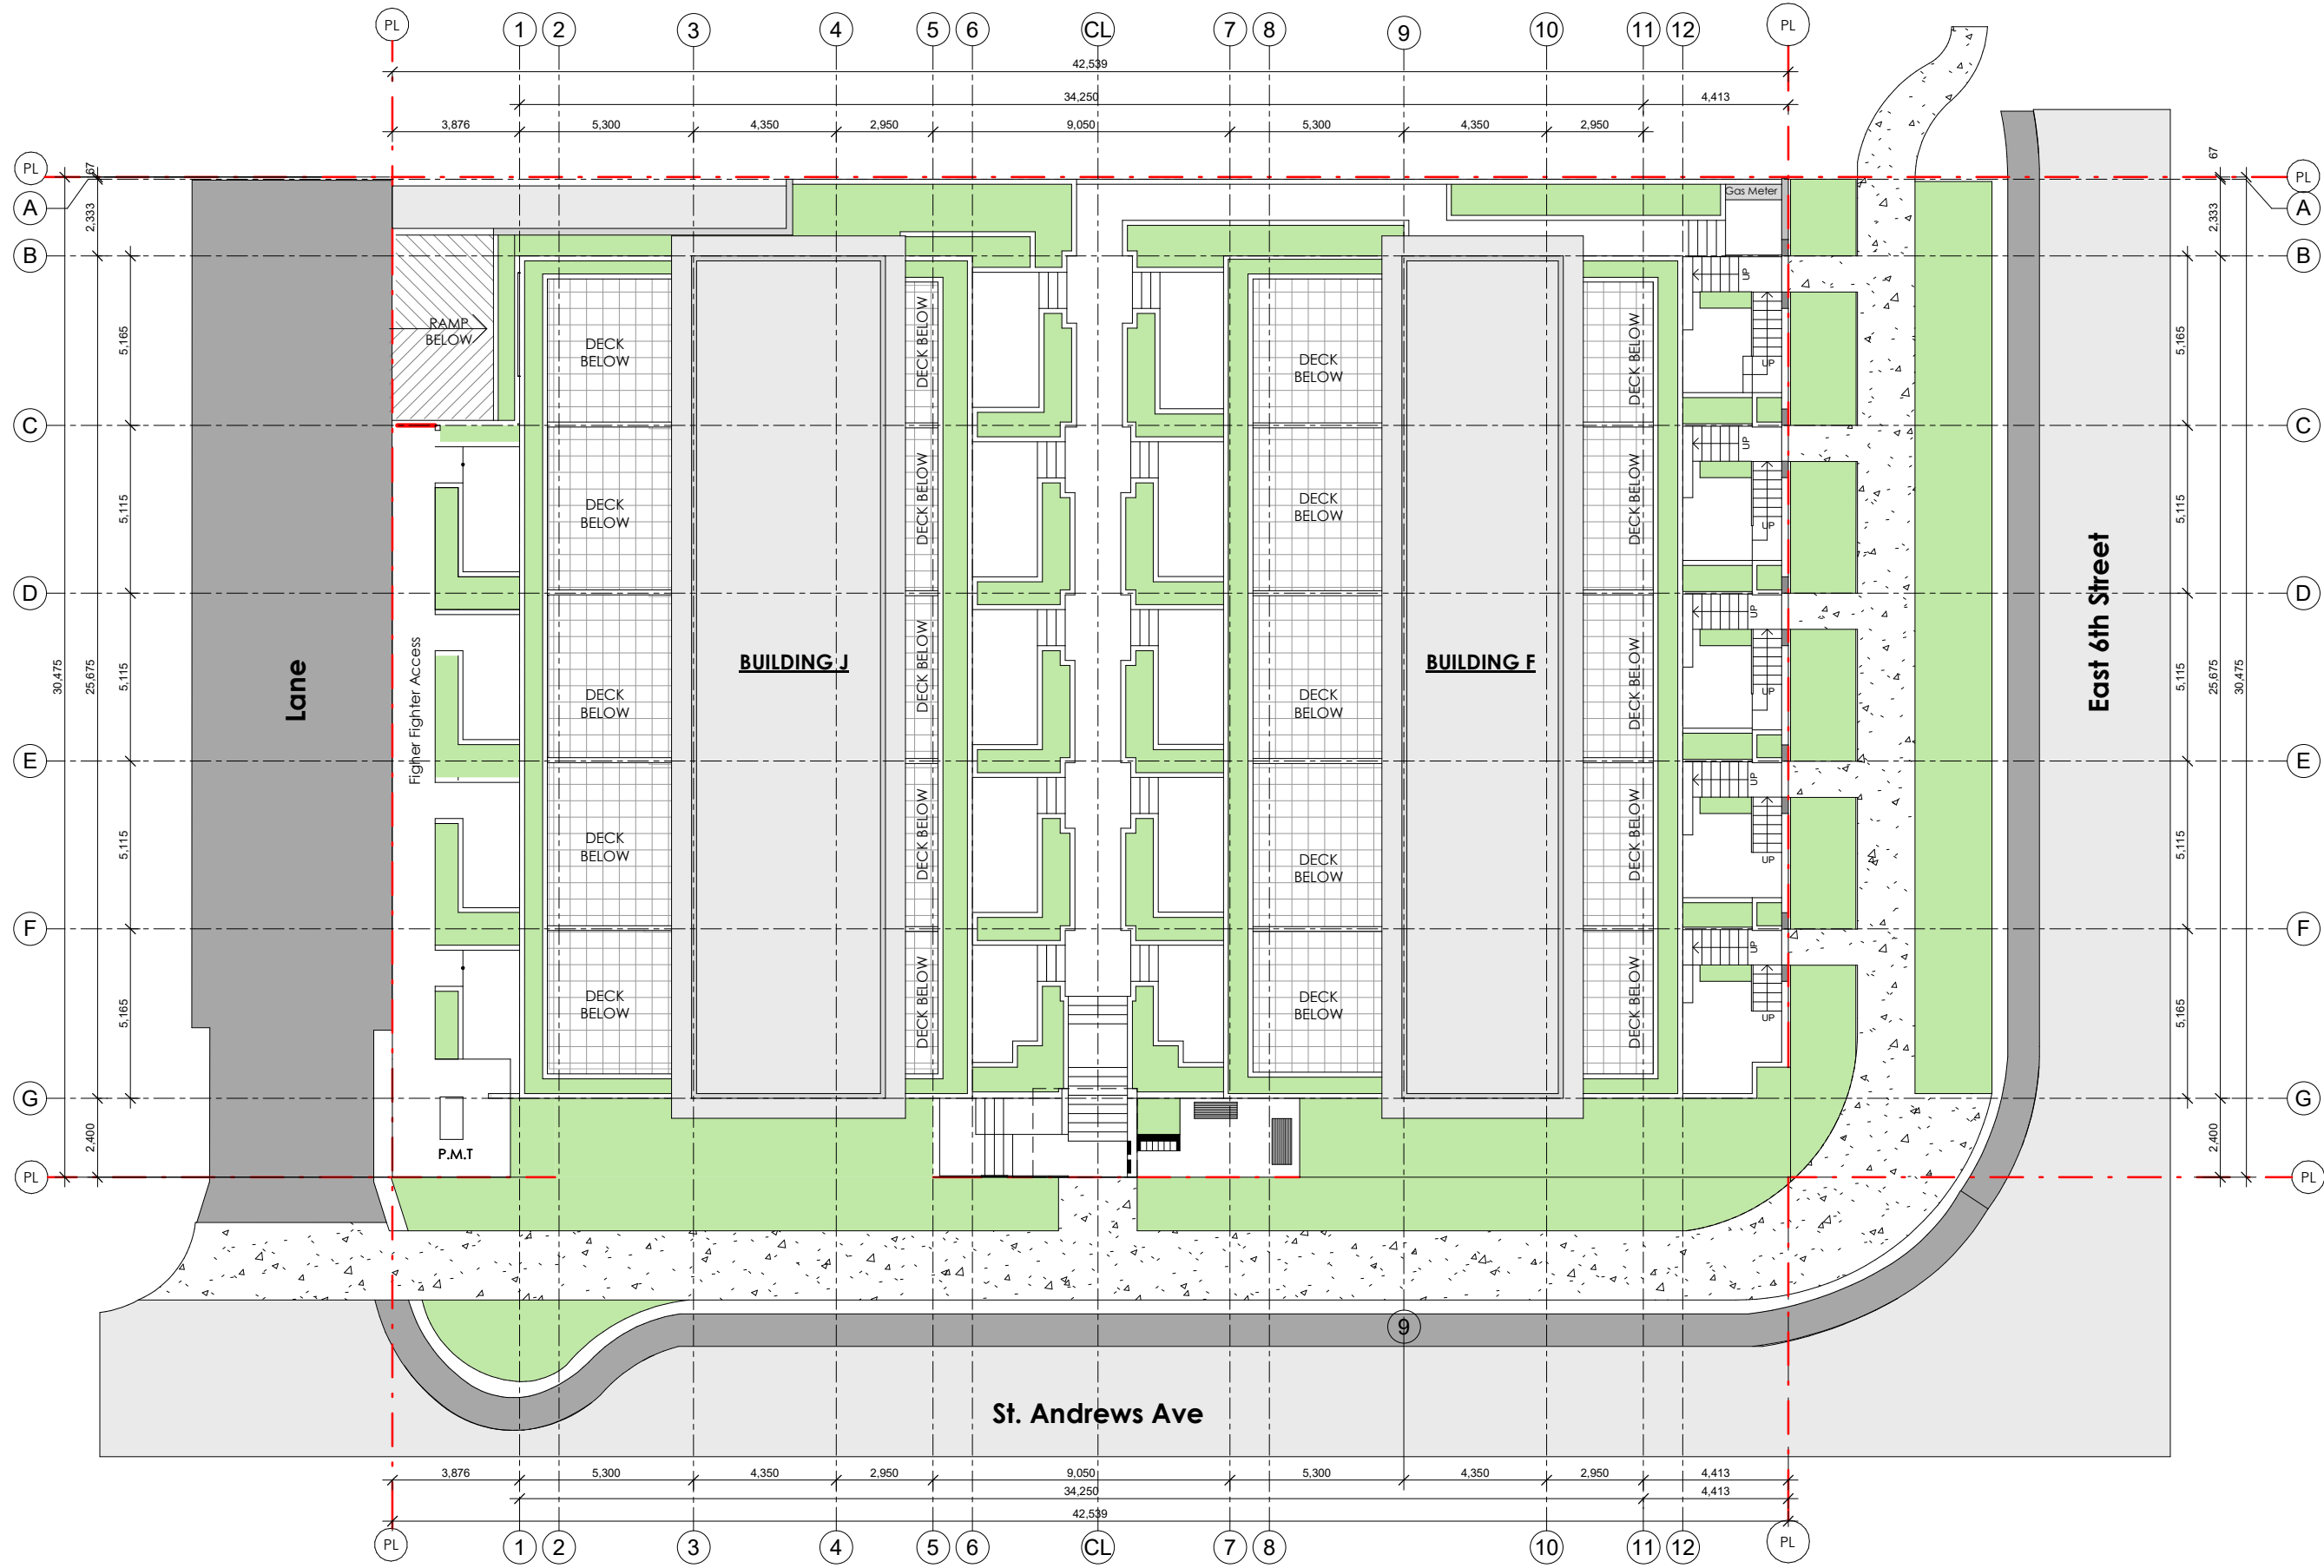 PL 1 2 3 4 5 6 CL 7 8 9 10 11 12 PL
42,539
34,250 4,413
3,876 5,300 4,350 2,950 9,050 5,300 4,350 2,950
PL 67 67 PL
A Gas Meter A
2,333 2,333
B UP B
RAMP
BELOW
DECK
BELOW
DECK BELOW
DECK
BELOW
DECK BELOW
5,165 5,165
UP
C C
UP
DECK
BELOW
DECK BELOW
DECK
BELOW
DECK BELOW
5,115 5,115
UP
D D
UP
Lane
Figher Fighter Access
30,475 25,675 5,115
DECK
BELOW
BUILDING J
DECK BELOW
DECK
BELOW
BUILDING F
DECK BELOW
UP
East 6th Street
5,115 25,675 30,475
E E
UP
DECK
BELOW
DECK BELOW
DECK
BELOW
DECK BELOW
5,115 5,115
UP
F F
UP
DECK
BELOW
DECK BELOW
DECK
BELOW
DECK BELOW
5,165 5,165
UP
G G
2,400 2,400
P.M.T
PL PL
9
St. Andrews Ave
3,876 5,300 4,350 2,950 9,050 5,300 4,350 2,950 4,413
34,250 4,413
42,539
PL 1 2 3 4 5 6 CL 7 8 10 11 12 PL